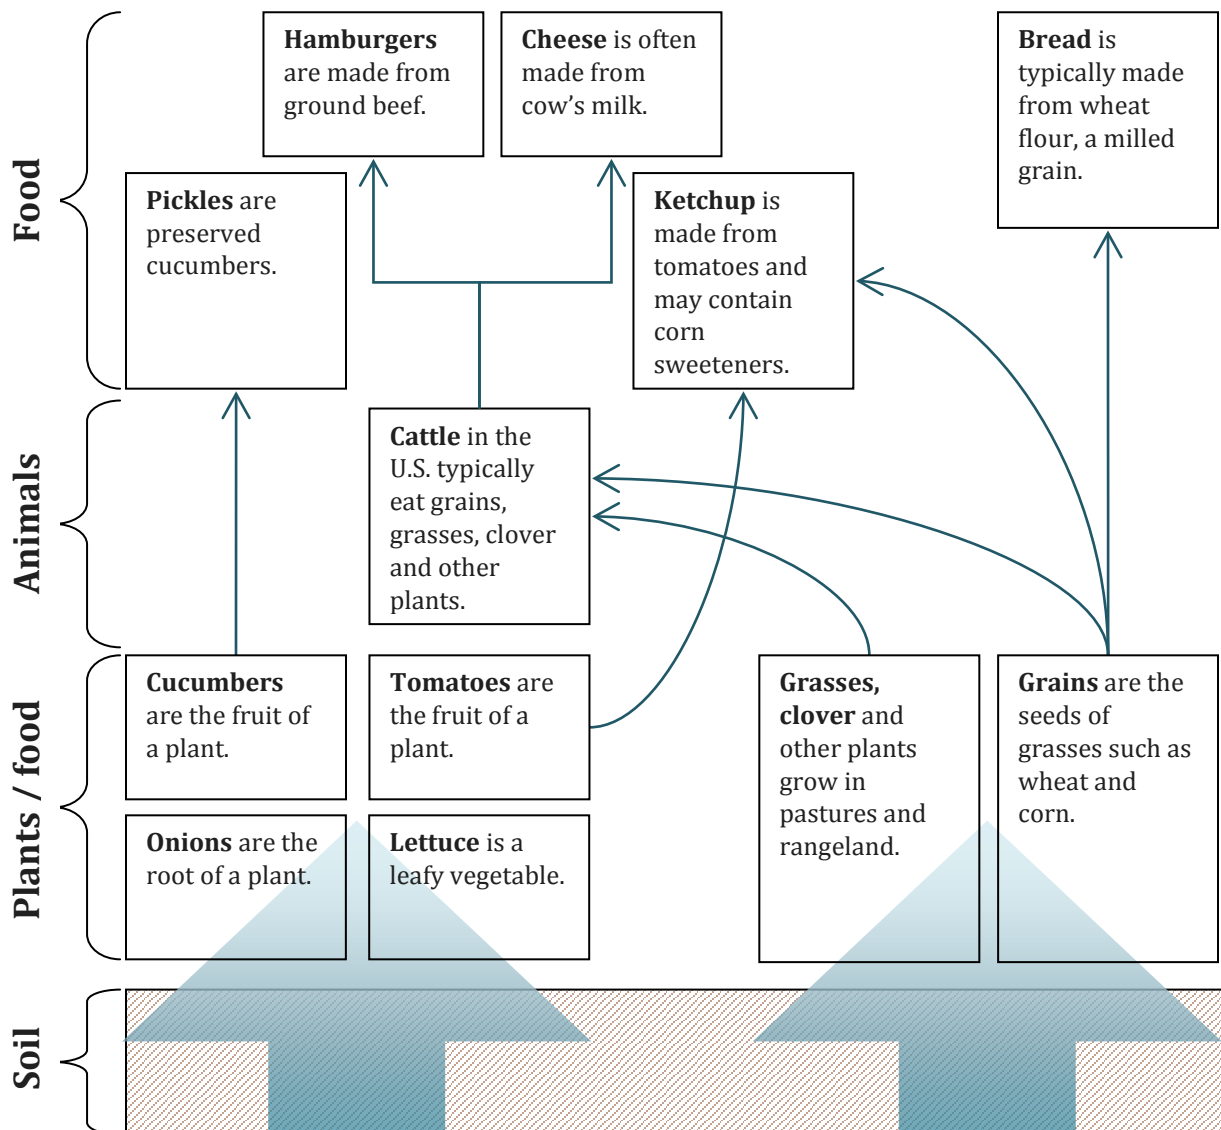 Food
Hamburgers
are made from
ground beef.
Cheese is often
made from
cow’s milk.
Bread is
typically made
from wheat
flour, a milled
grain.
Pickles are
preserved
cucumbers.
Ketchup is
made from
tomatoes and
may contain
corn
sweeteners.
Animals
Cattle in the
U.S. typically
eat grains,
grasses, clover
and other
plants.
Plants / food
Cucumbers
are the fruit of
a plant.
Tomatoes are
the fruit of a
plant.
Grasses,
clover and
other plants
grow in
pastures and
rangeland.
Grains are the
seeds of
grasses such as
wheat and
corn.
Onions are the
root of a plant.
Lettuce is a
leafy vegetable.
Soil